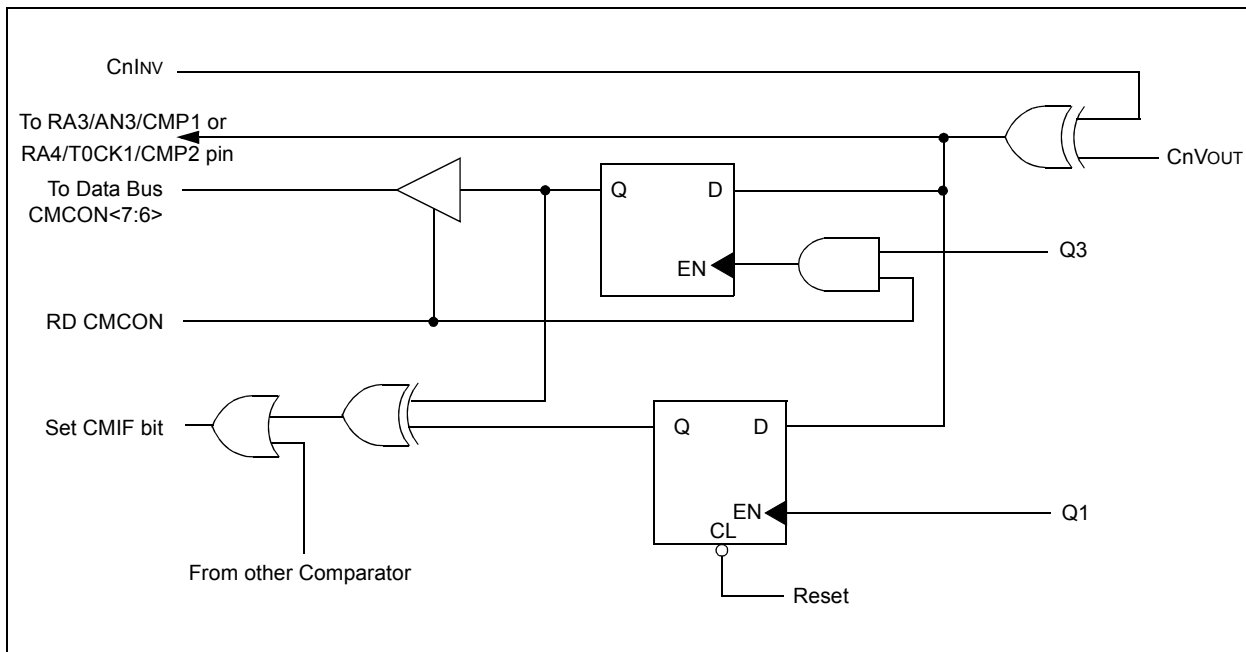 CnINV
To RA3/AN3/CMP1 or
RA4/T0CK1/CMP2 pin
CnVOUT
To Data Bus
CMCON<7:6>
Q D
EN
Q3
RD CMCON
Set CMIF bit
Q D
EN
CL
Q1
From other Comparator
Reset